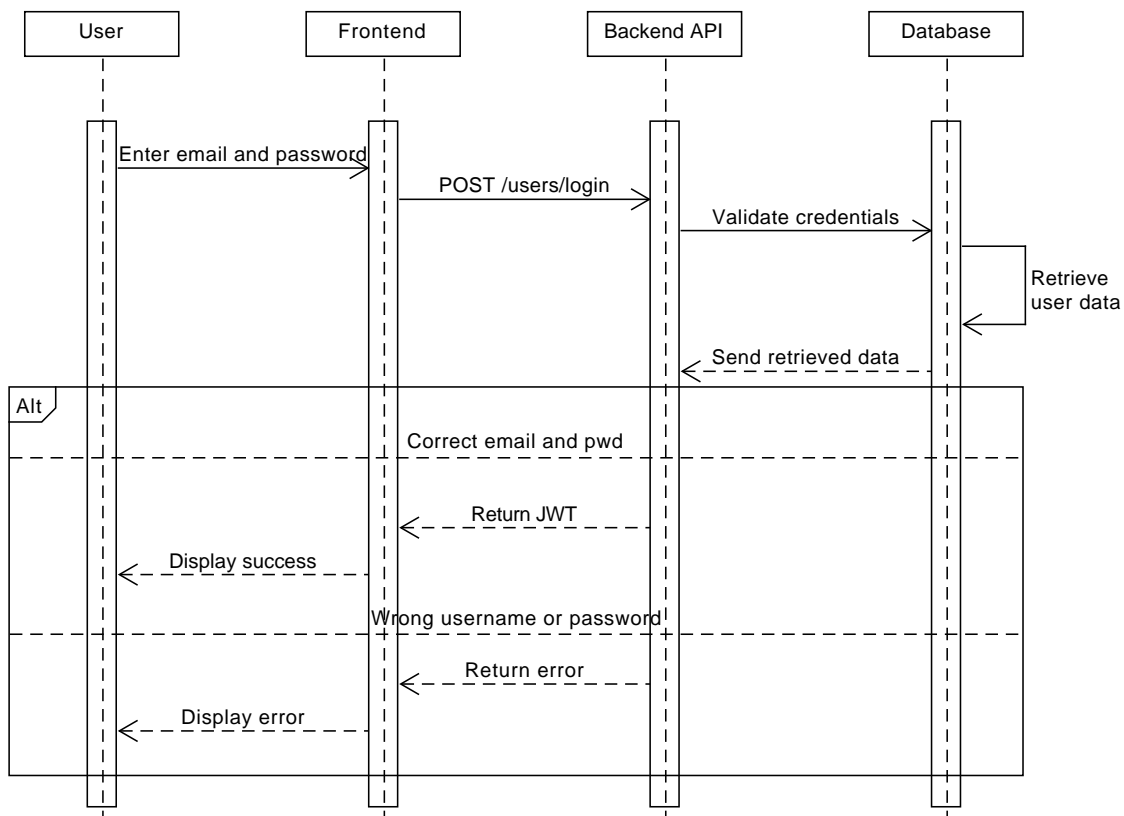 User
Frontend
Backend API
Database
Enter email and password
POST /users/login
Validate credentials
Retrieve
user data
Send retrieved data
Alt
Correct email and pwd
Return JWT
Display success
Wrong username or password
Return error
Display error